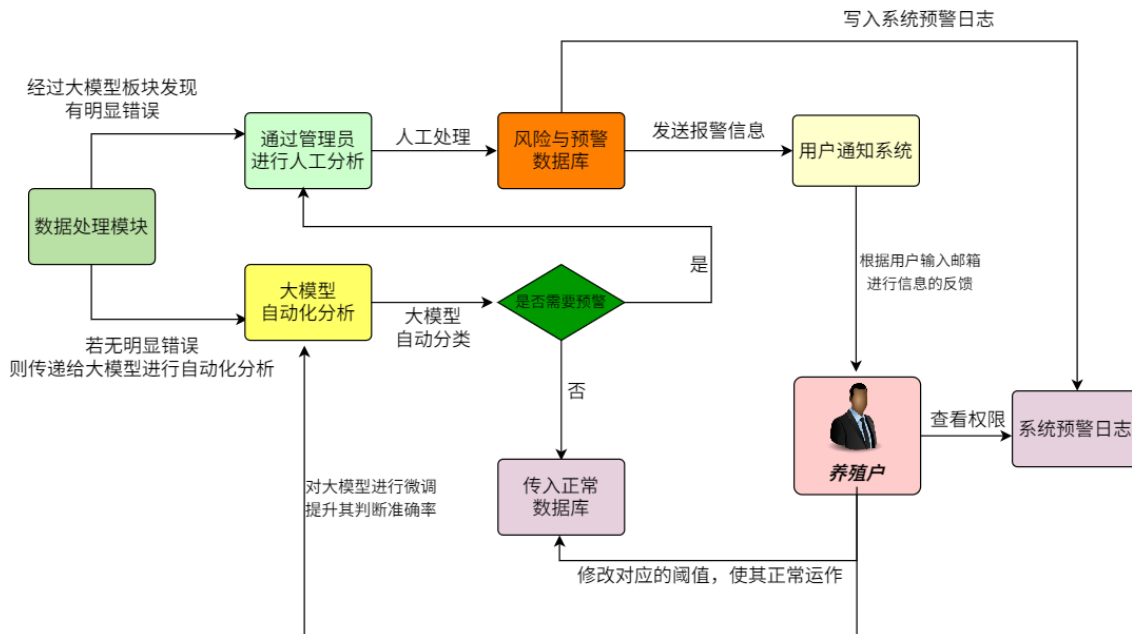 写入系统预警日志
经过大模型板块发现
有明显错误
通过管理员
进行人工分析
人工处理
风险与预警
数据库
发送报警信息
用户通知系统
数据处理模块
是
根据用户输入邮箱
进行信息的反馈
大模型
自动化分析
大模型
自动分类
是否需要预警
若无明显错误
则传递给大模型进行自动化分析
否
养殖户
查看权限
系统预警日志
对大模型进行微调
提升其判断准确率
传入正常
数据库
修改对应的阈值，使其正常运作